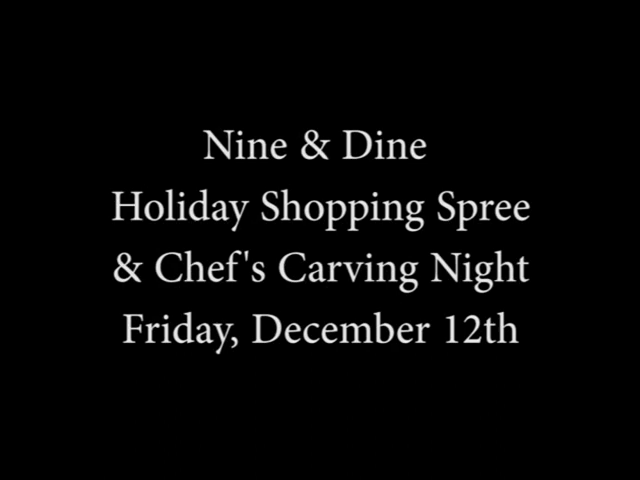 Nine & Dine
Holiday Shopping Spree
& Chef's Carving Night
Friday, December 12th